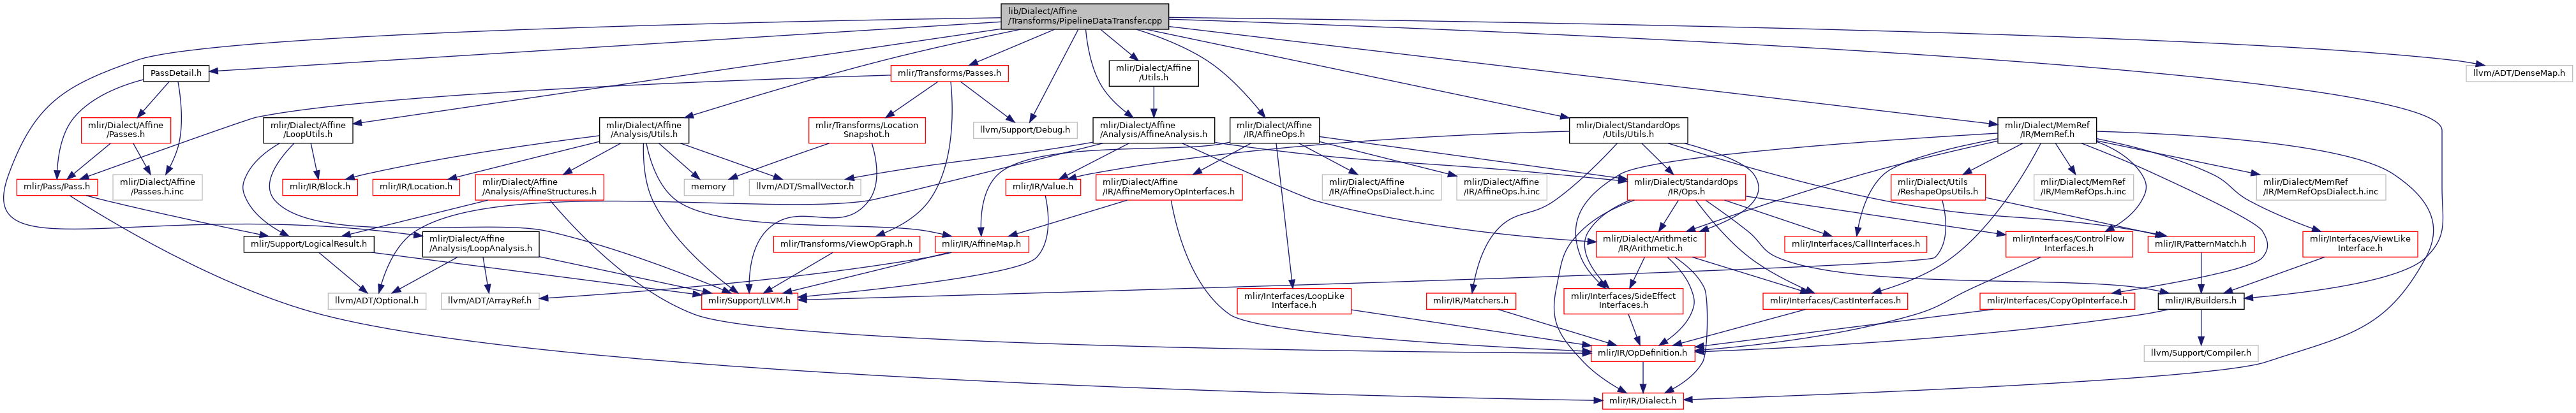 lib/Dialect/Affine
/Transforms/PipelineDataTransfer.cpp
PassDetail.h
mlir/Transforms/Passes.h
mlir/Dialect/Affine
/Utils.h
llvm/ADT/DenseMap.h
mlir/Dialect/Affine
/Passes.h
mlir/Dialect/Affine
/LoopUtils.h
mlir/Dialect/Affine
/Analysis/Utils.h
mlir/Transforms/Location
Snapshot.h
llvm/Support/Debug.h
mlir/Dialect/Affine
/Analysis/AffineAnalysis.h
mlir/Dialect/Affine
/IR/AffineOps.h
mlir/Dialect/StandardOps
/Utils/Utils.h
mlir/Dialect/MemRef
/IR/MemRef.h
mlir/Pass/Pass.h
mlir/Dialect/Affine
/Passes.h.inc
mlir/IR/Block.h
mlir/IR/Location.h
mlir/Dialect/Affine
/Analysis/AffineStructures.h
memory
llvm/ADT/SmallVector.h
mlir/IR/Value.h
mlir/Dialect/Affine
/IR/AffineMemoryOpInterfaces.h
mlir/Dialect/Affine
/IR/AffineOpsDialect.h.inc
mlir/Dialect/Affine
/IR/AffineOps.h.inc
mlir/Dialect/StandardOps
/IR/Ops.h
mlir/Dialect/Utils
/ReshapeOpsUtils.h
mlir/Dialect/MemRef
/IR/MemRefOps.h.inc
mlir/Dialect/MemRef
/IR/MemRefOpsDialect.h.inc
mlir/Support/LogicalResult.h
mlir/Dialect/Affine
/Analysis/LoopAnalysis.h
mlir/Transforms/ViewOpGraph.h
mlir/IR/AffineMap.h
mlir/Dialect/Arithmetic
/IR/Arithmetic.h
mlir/Interfaces/CallInterfaces.h
mlir/Interfaces/ControlFlow
Interfaces.h
mlir/IR/PatternMatch.h
mlir/Interfaces/ViewLike
Interface.h
llvm/ADT/Optional.h
llvm/ADT/ArrayRef.h
mlir/Support/LLVM.h
mlir/Interfaces/LoopLike
Interface.h
mlir/IR/Matchers.h
mlir/Interfaces/SideEffect
Interfaces.h
mlir/Interfaces/CastInterfaces.h
mlir/Interfaces/CopyOpInterface.h
mlir/IR/Builders.h
mlir/IR/OpDefinition.h
llvm/Support/Compiler.h
mlir/IR/Dialect.h